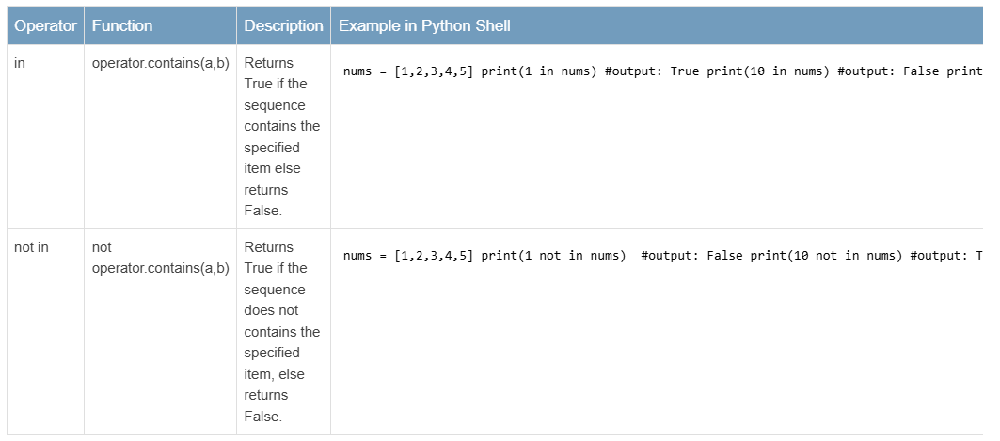 Operator Function Description Example in Python Shell
in operator.contains(a,b) Returns
True if the
sequence
contains the
specified
item else
returns
False.
nums = [1,2,3,4,5] print(1 in nums) #output: True print(10 in nums) #output: False print
not in not
operator.contains(a,b)
Returns
True if the
sequence
does not
contains the
specified
item, else
returns
False.
nums = [1,2,3,4,5] print(1 not in nums)  #output: False print(10 not in nums) #output: T